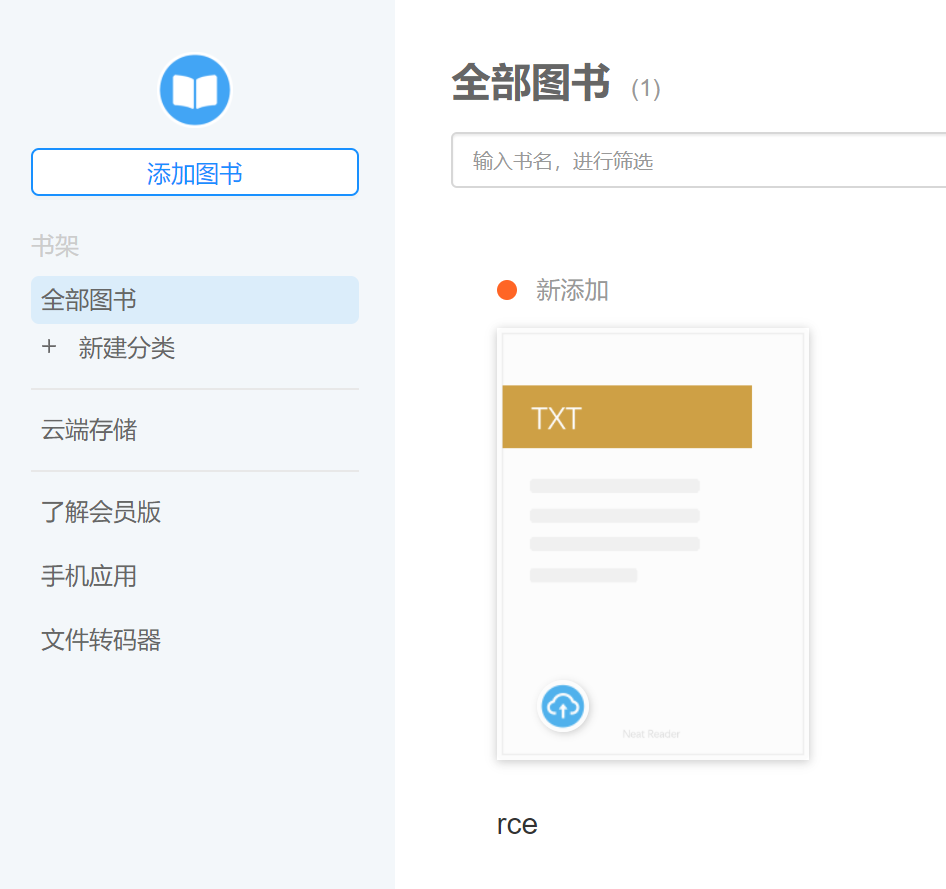 添加图书
书架
全部图书
+ 新建分类
云端存储
了解会员版
手机应用
文件转码器
全部图书 (1)
输入书名，进行筛选
新添加
TXT
Neat Reader
rce